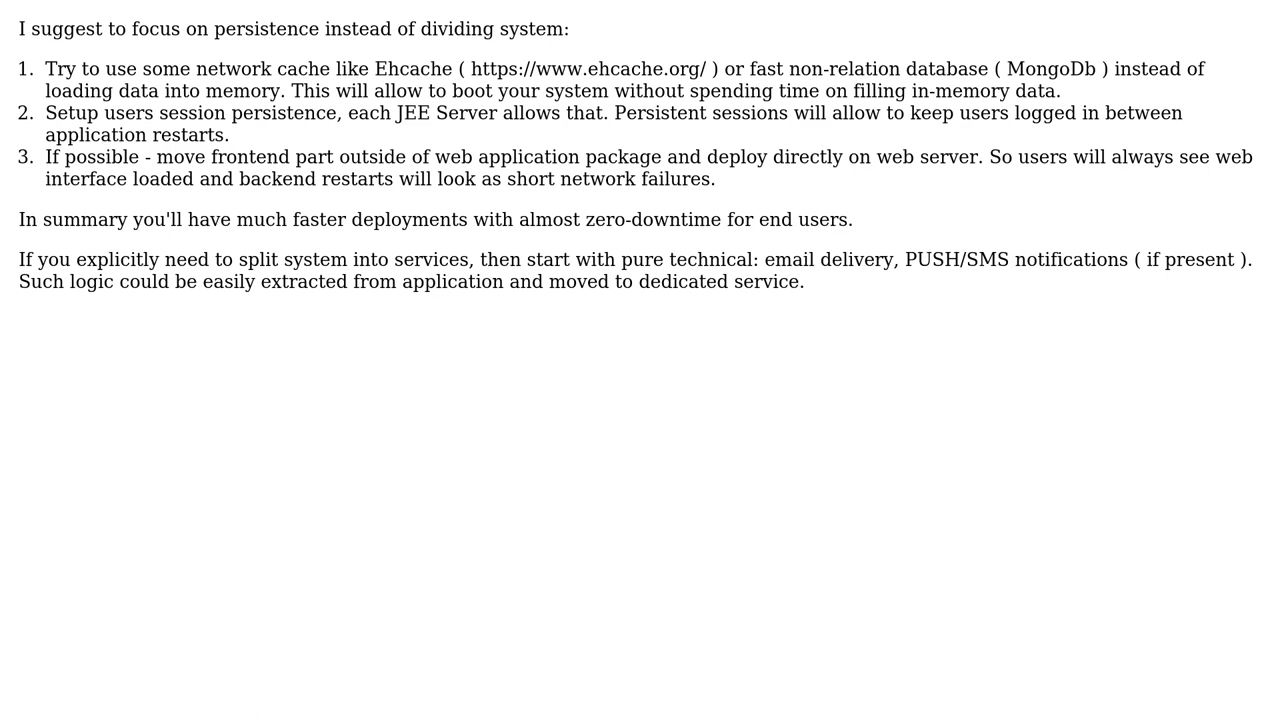 I suggest to focus on persistence instead of dividing system:
1. Try to use some network cache like Ehcache ( https://www.ehcache.org/ ) or fast non-relation database ( MongoDb ) instead of
loading data into memory. This will allow to boot your system without spending time on filling in-memory data.
2. Setup users session persistence, each JEE Server allows that. Persistent sessions will allow to keep users logged in between
application restarts.
3. If possible - move frontend part outside of web application package and deploy directly on web server. So users will always see web
interface loaded and backend restarts will look as short network failures.
In summary you'll have much faster deployments with almost zero-downtime for end users.
If you explicitly need to split system into services, then start with pure technical: email delivery, PUSH/SMS notifications ( if present ).
Such logic could be easily extracted from application and moved to dedicated service.